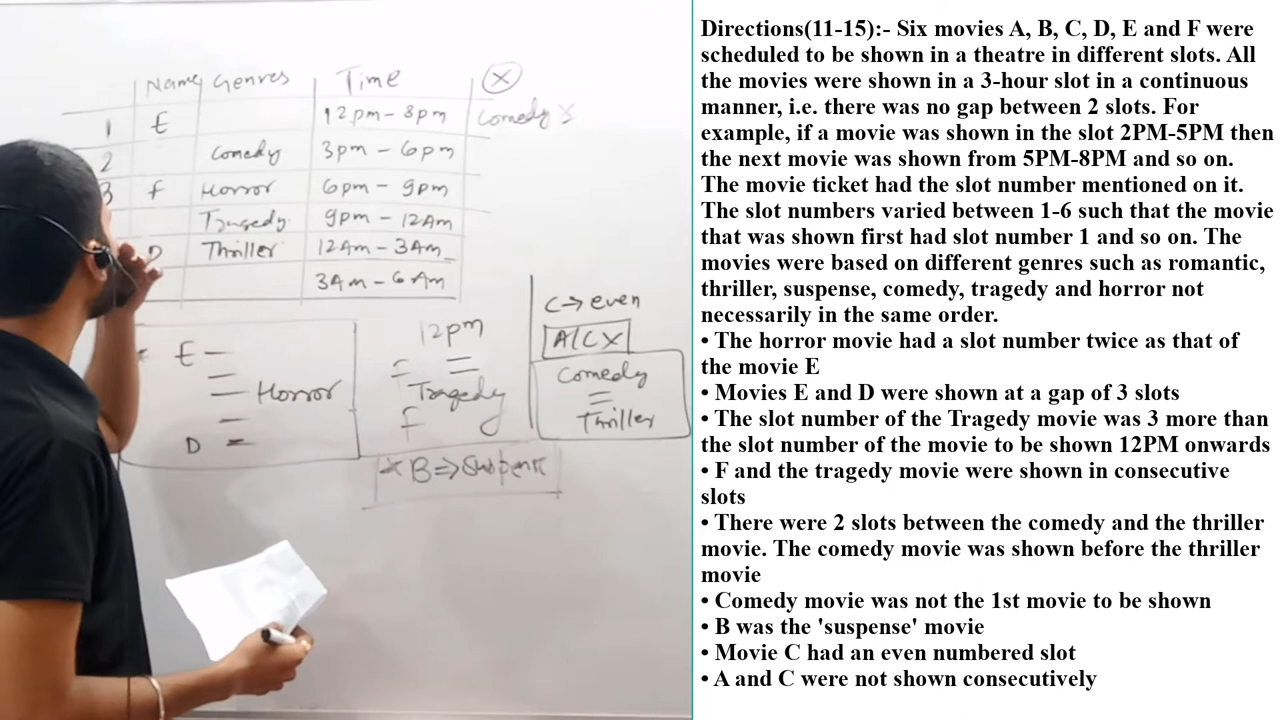 Name Genres Time X
1 E 12pm - 3pm Comedy x
2 Comedy 3pm - 6pm
3 F Horror 6pm - 9pm
Tragedy 9pm - 12Am
D Thriller 12Am - 3Am
3Am - 6Am
E
Horror
D
12pm
F
Tragedy
F
* B => Suspense
C → even
A/C X
Comedy
Thriller
Directions(11-15):- Six movies A, B, C, D, E and F were
scheduled to be shown in a theatre in different slots. All
the movies were shown in a 3-hour slot in a continuous
manner, i.e. there was no gap between 2 slots. For
example, if a movie was shown in the slot 2PM-5PM then
the next movie was shown from 5PM-8PM and so on.
The movie ticket had the slot number mentioned on it.
The slot numbers varied between 1-6 such that the movie
that was shown first had slot number 1 and so on. The
movies were based on different genres such as romantic,
thriller, suspense, comedy, tragedy and horror not
necessarily in the same order.
• The horror movie had a slot number twice as that of
the movie E
• Movies E and D were shown at a gap of 3 slots
• The slot number of the Tragedy movie was 3 more than
the slot number of the movie to be shown 12PM onwards
• F and the tragedy movie were shown in consecutive
slots
• There were 2 slots between the comedy and the thriller
movie. The comedy movie was shown before the thriller
movie
• Comedy movie was not the 1st movie to be shown
• B was the 'suspense' movie
• Movie C had an even numbered slot
• A and C were not shown consecutively